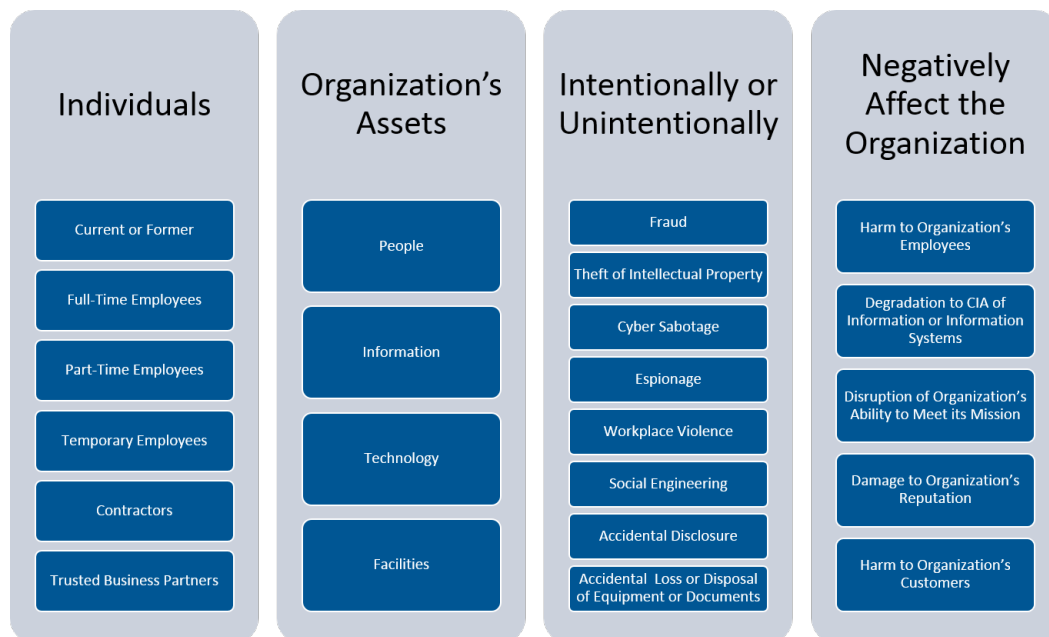 Individuals
Current or Former
Full-Time Employees
Part-Time Employees
Temporary Employees
Contractors
Trusted Business Partners
Organization's
Assets
People
Information
Technology
Facilities
Intentionally or
Unintentionally
Fraud
Theft of Intellectual Property
Cyber Sabotage
Espionage
Workplace Violence
Social Engineering
Accidental Disclosure
Accidental Loss or Disposal
of Equipment or Documents
Negatively
Affect the
Organization
Harm to Organization's
Employees
Degradation to CIA of
Information or Information
Systems
Disruption of Organization's
Ability to Meet its Mission
Damage to Organization's
Reputation
Harm to Organization's
Customers